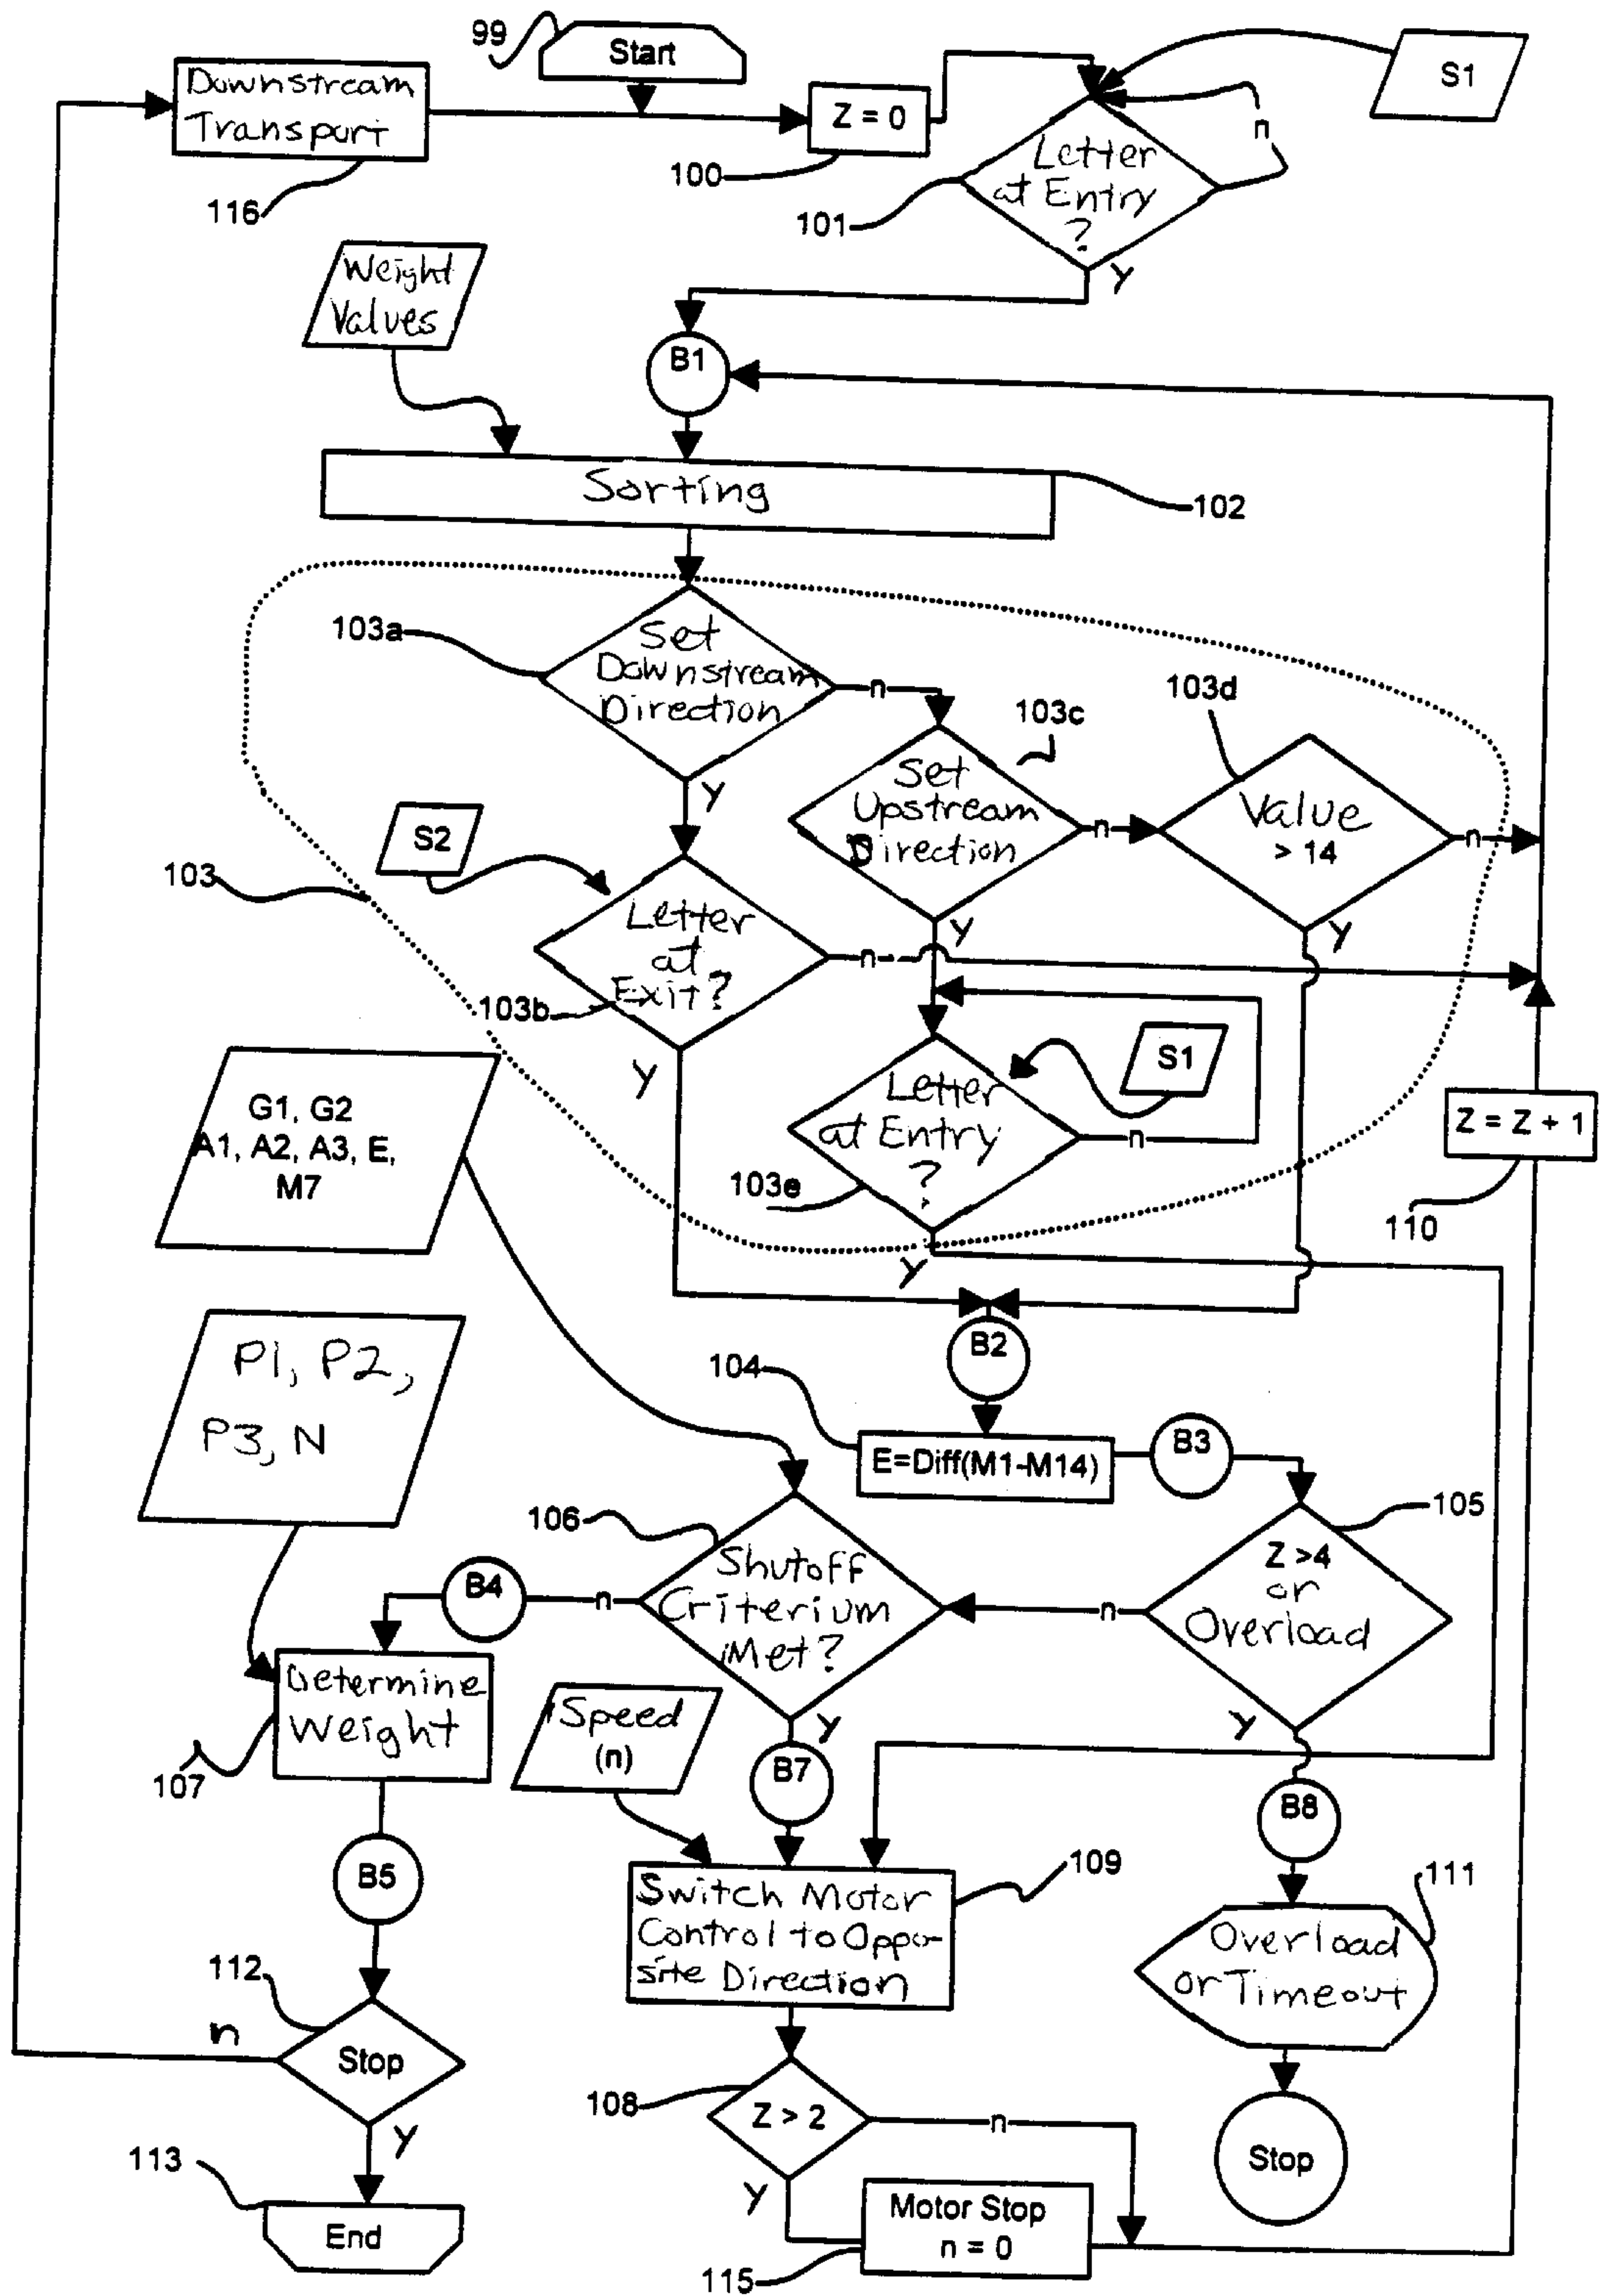 99
Start
S1
Downstream
Transport
Z = 0
n
100
Letter
at Entry
?
101
116
y
Weight
Values
B1
Sorting
102
103a
Set
Downstream
Direction
n
103c
103d
y
Set
Upstream
Direction
n
Value
> 14
n
S2
103
Letter
at
Exit?
n
y
y
103b
S1
y
Letter
at Entry
?
n
103e
Z = Z + 1
110
G1, G2
A1, A2, A3, E,
M7
y
P1, P2,
P3, N
B2
104
E=Diff(M1-M14)
B3
105
106
Z >4
or
Overload
Shutoff
Criterium
Met?
n
n
B4
Determine
Weight
107
Speed
(n)
y
y
B7
B8
B5
109
Switch Motor
Control to Oppo-
site Direction
111
Overload
or Timeout
112
n
Stop
108
Z > 2
n
y
y
Stop
113
End
Motor Stop
n = 0
115